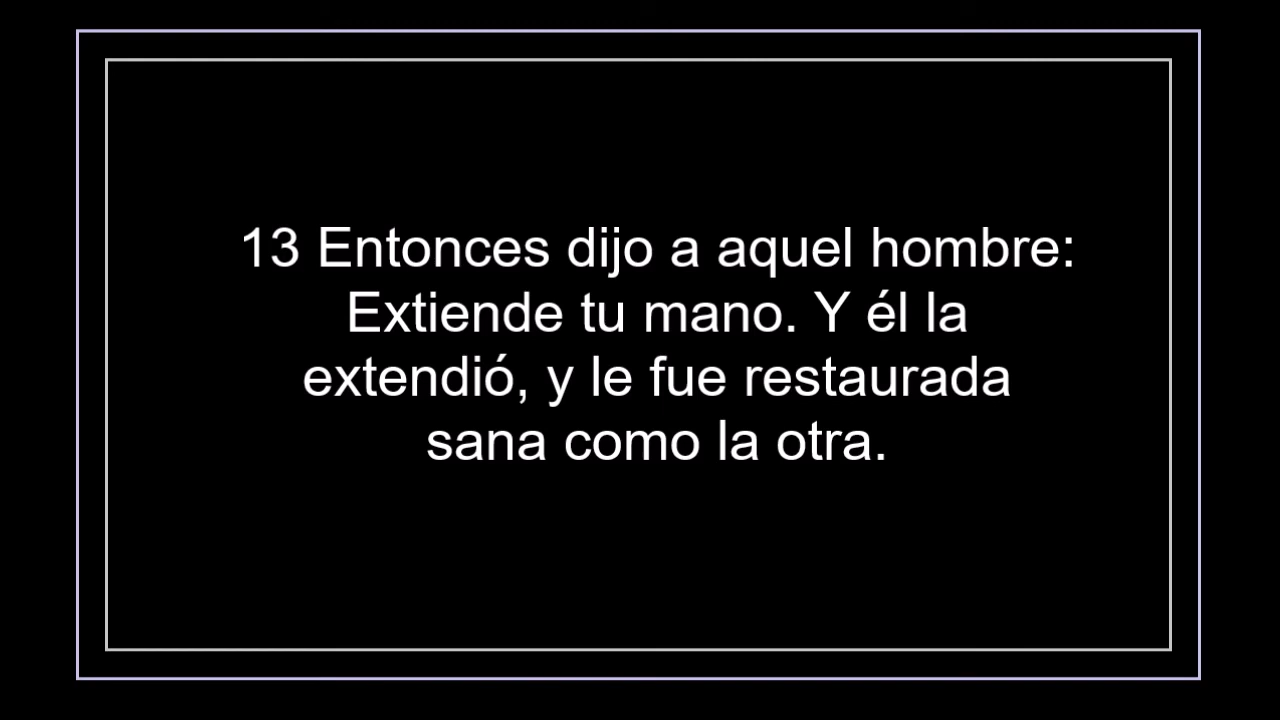 13 Entonces dijo a aquel hombre:
Extiende tu mano. Y él la
extendió, y le fue restaurada
sana como la otra.